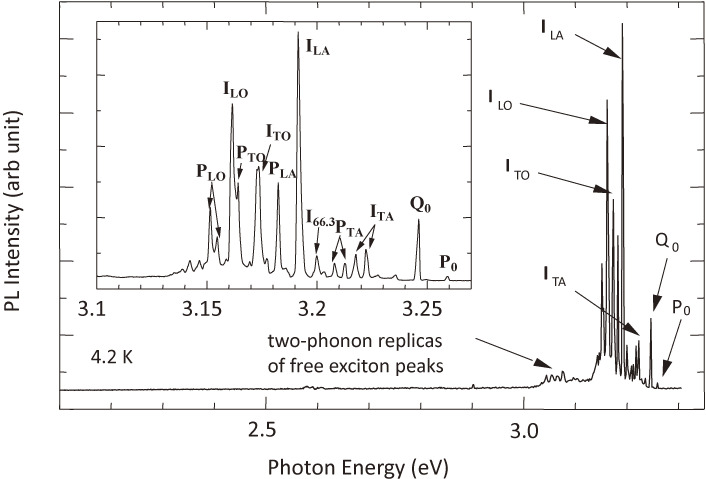 I LA
I LA
I LO
I LO
I TO
P TO
P LO
P LA
I TO
I 66.3
P TA
I TA
Q 0
Q 0
P 0
I TA
P 0
3.1
3.15
3.2
3.25
4.2 K
two-phonon replicas
of free exciton peaks
2.5
3.0
Photon Energy (eV)
PL Intensity (arb unit)